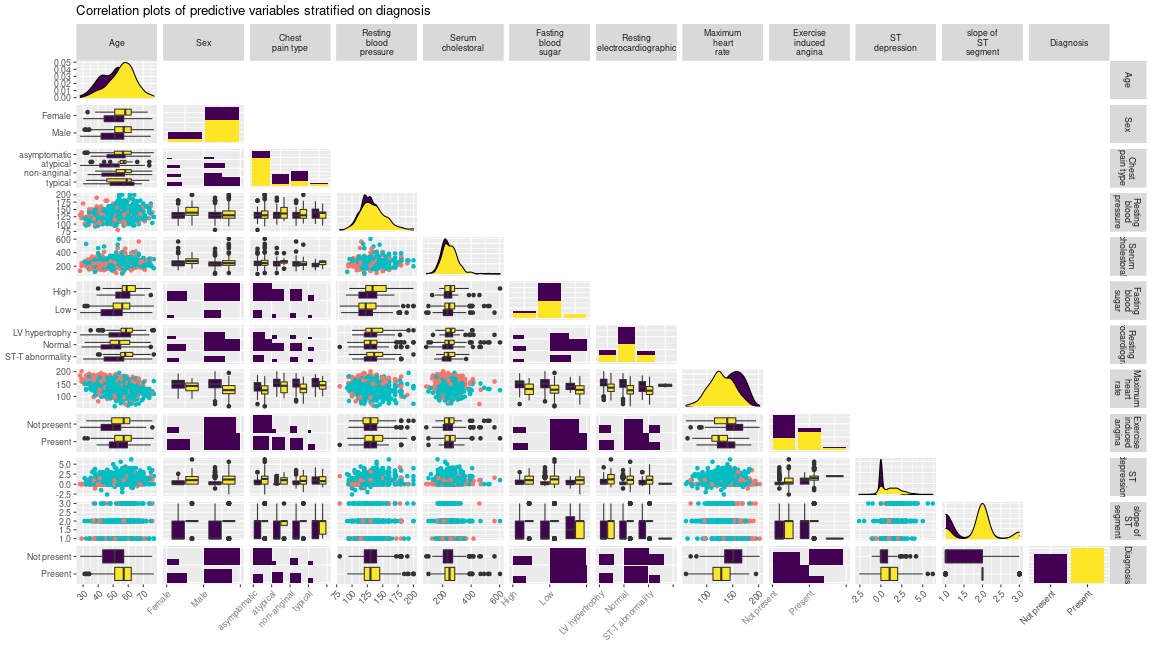 Correlation plots of predictive variables stratified on diagnosis
Age
Sex
Chest
pain type
Resting
blood
pressure
Serum
cholestoral
Fasting
blood
sugar
Resting
electrocardiographic
Maximum
heart
rate
Exercise
induced
angina
ST
depression
slope of
ST
segment
Diagnosis
0.05
0.04
0.03
0.02
0.01
0.00
Age
Female
Male
Sex
asymptomatic
atypical
non-anginal
typical
Chest
pain type
200
175
150
125
100
75
Resting
blood
pressure
600
400
200
Serum
High
Low
Fasting
blood
sugar
LV hypertrophy
Normal
ST-T abnormality
Resting
200
150
100
Maximum
heart
rate
Not present
Present
Exercise
induced
angina
5.0
2.5
0.0
-2.5
ST
depression
3.0
2.5
2.0
1.5
1.0
slope of
ST
segment
Not present
Present
Diagnosis
30 40 50 60 70
Female Male
asymptomatic atypical non-anginal typical
75 100 125 150 175 200
200 400 600
High Low
LV hypertrophy Normal ST-T abnormality
100 150 200
Not present Present
-2.5 0.0 2.5 5.0
1.0 1.5 2.0 2.5 3.0
Not present Present